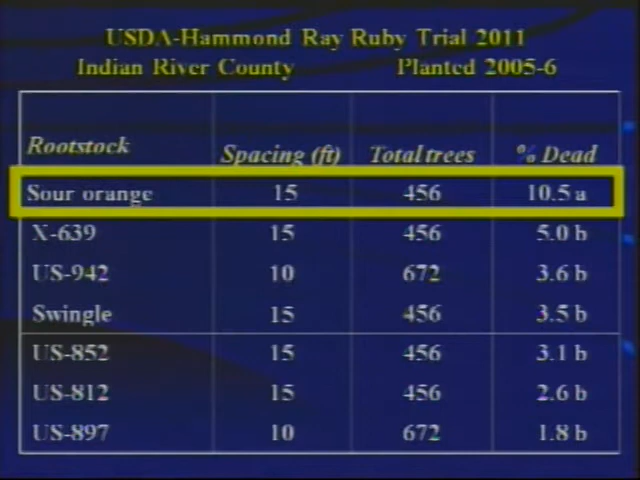 USDA-Hammond Ray Ruby Trial 2011
Indian River County Planted 2005-6
Rootstock Spacing (ft) Total trees % Dead
Sour orange 15 456 10.5 a
X-639 15 456 5.0 b
US-942 10 672 3.6 b
Swingle 15 456 3.5 b
US-852 15 456 3.1 b
US-812 15 456 2.6 b
US-897 10 672 1.8 b